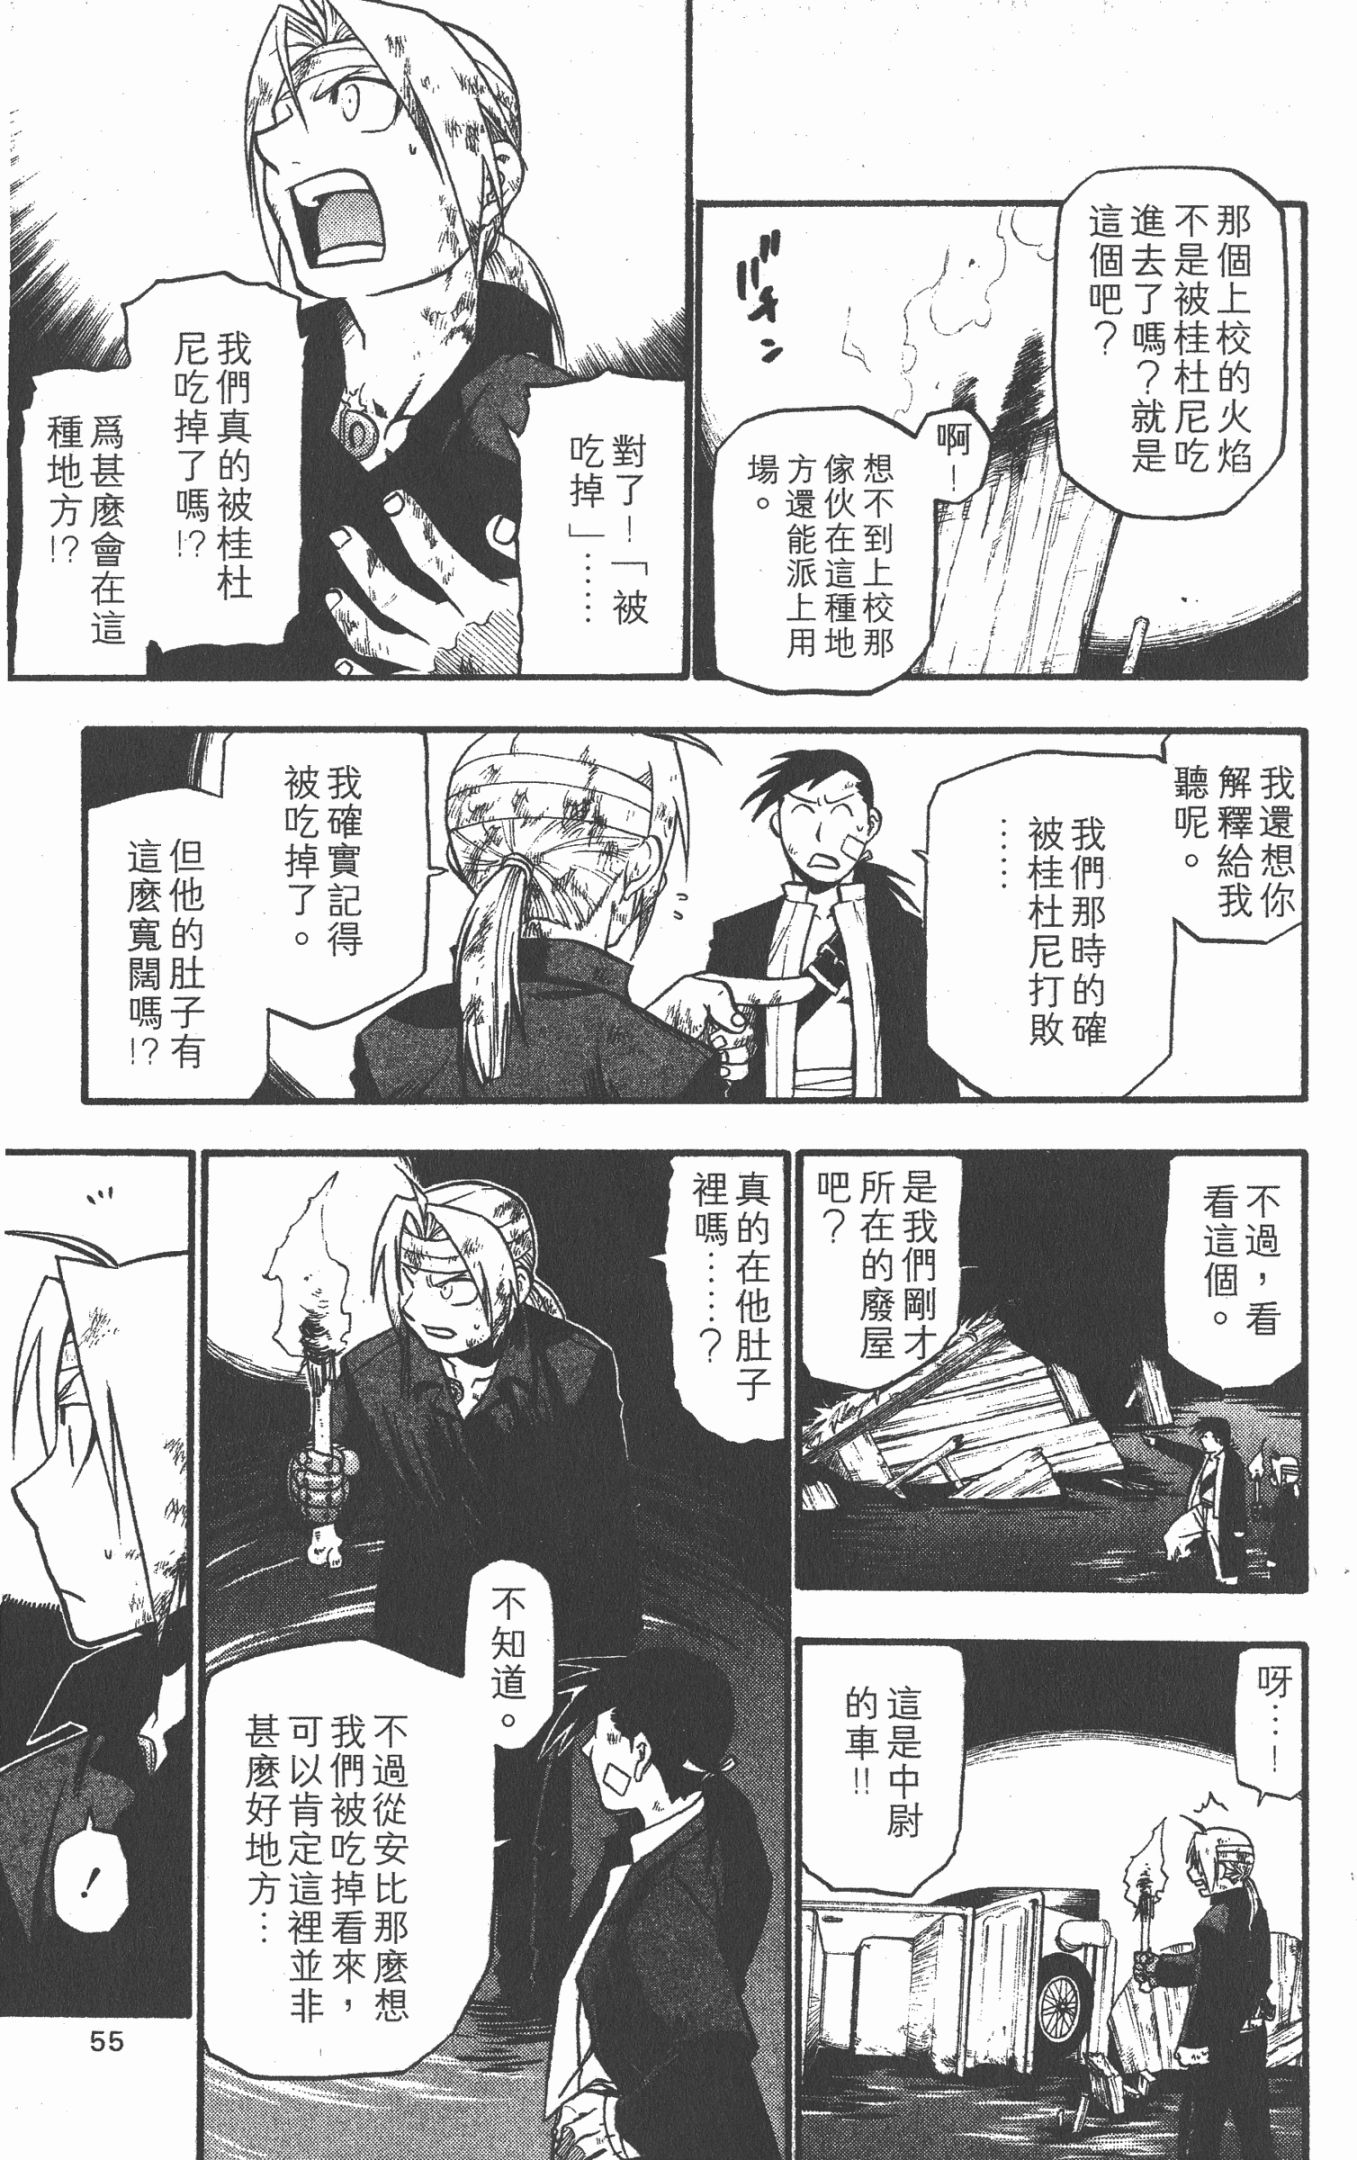 那個上校的火焰
不是被桂杜尼吃
進去了嗎？就是
這個吧？
啊！
想不到上校那
傢伙在這種地
方還能派上用
場。
對了！「被
吃掉」……
我們真的被桂杜
尼吃掉了嗎!?
爲甚麼會在這
種地方!?
我還想你
解釋給我
聽呢。
我們那時的確
被桂杜尼打敗
……
我確實記得
被吃掉了。
但他的肚子有
這麼寬闊嗎!?
不過，看
看這個。
是我們剛才
所在的廢屋
吧？
呀…！
這是中尉
的車!!
真的在他肚子
裡嗎……？
不知道。
不過從安比那麼想
我們被吃掉看來，
可以肯定這裡並非
甚麼好地方…
！
55